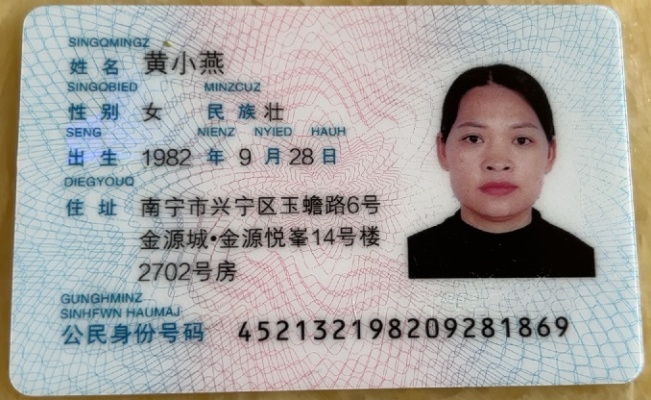 SINGQMINGZ
姓名 黄小燕
SINGQBIED MINZCUZ
性别 女 民族 壮
SENG NIENZ NYIED HAUH
出生 1982 年 9 月 28 日
DIEGYOUQ
住址 南宁市兴宁区玉蟾路6号
金源城•金源悦峯14号楼
2702号房
GUNGHMINZ
SINHFWN HAUMAJ
公民身份号码 452132198209281869